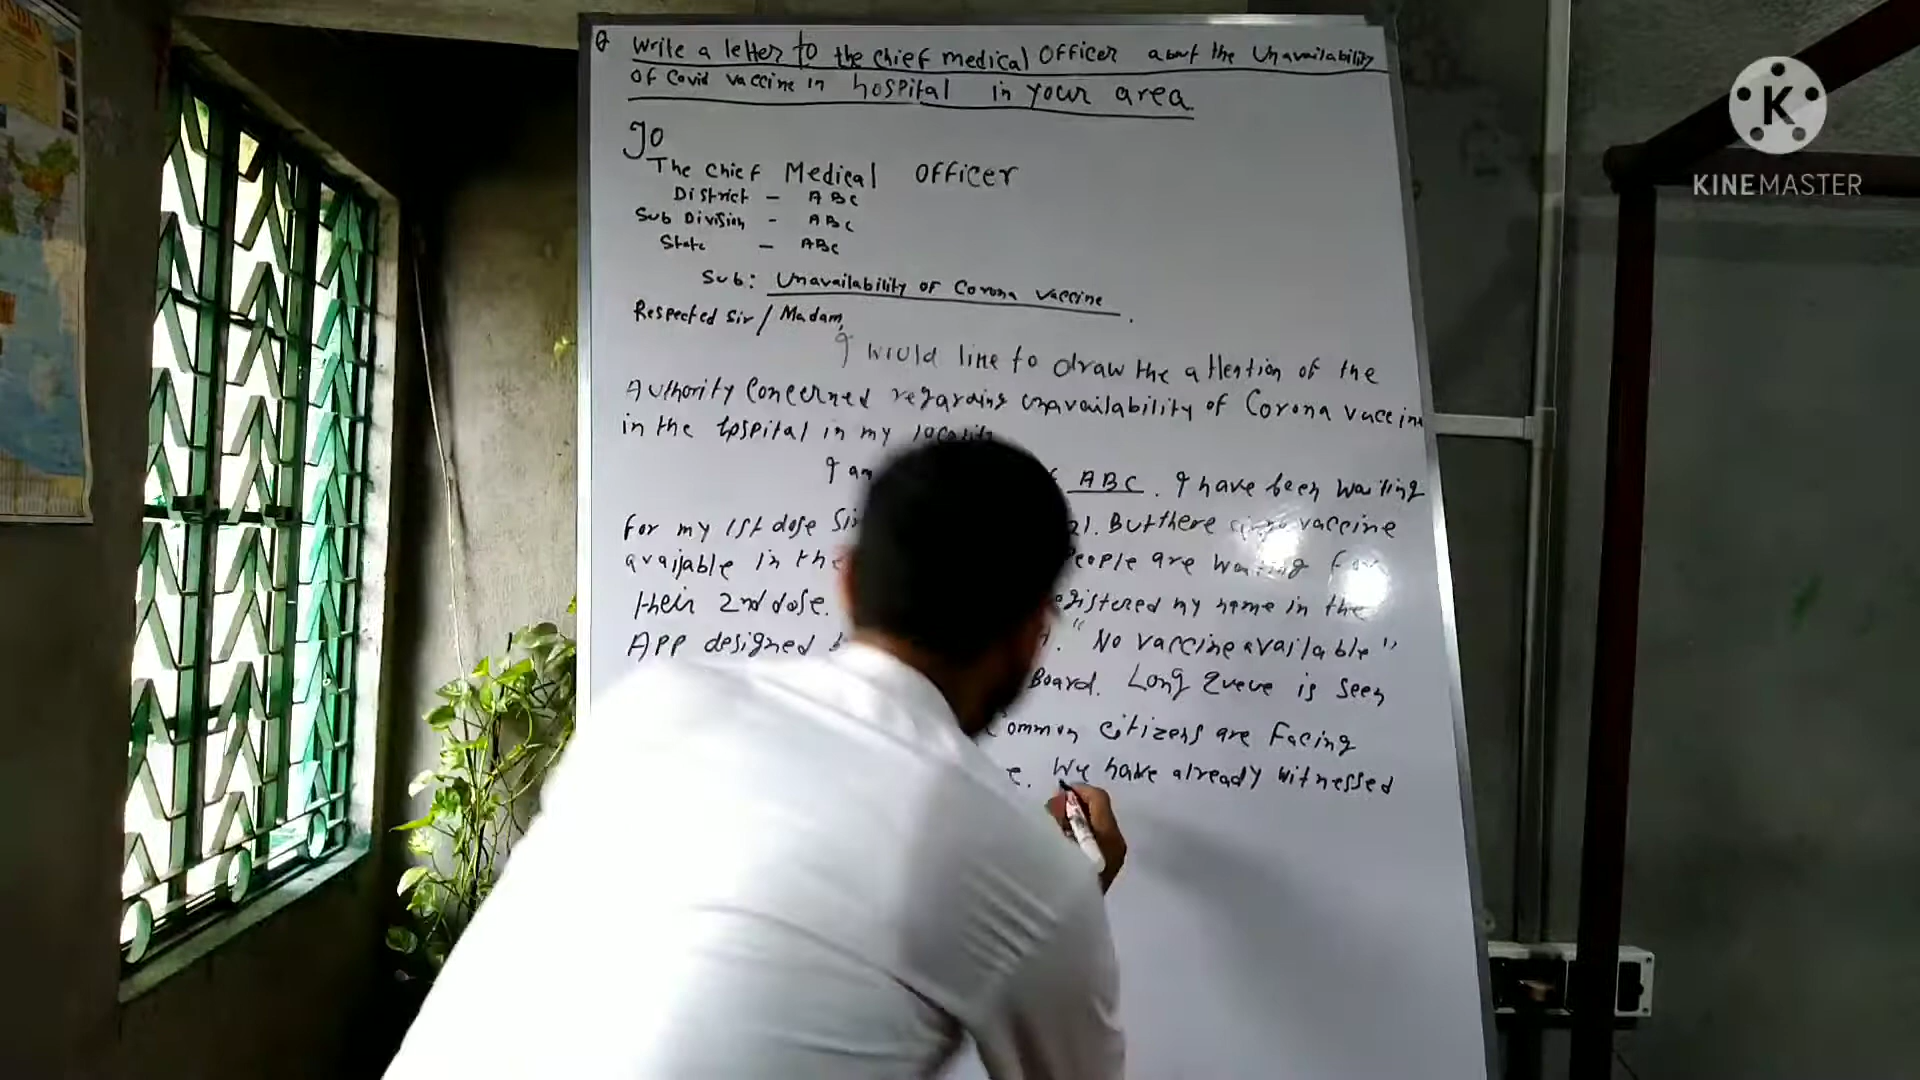 Q Write a letter to the Chief medical Officer about the Unavailability
Of Covid vaccine in hospital in your area
To
The Chief Medical Officer
District - ABC
Sub Division - ABC
State - ABC
Sub: Unavailability of Corona Vaccine.
Respected Sir / Madam,
I would like to draw the attention of the
Authority Concerned regarding unavailability of Corona vaccine
in the hospital in my locality
I am ABC. I have been waiting
for my 1st dose 21. But there is no vaccine
available in the People are waiting for
their 2nd dose. registered my name in the
App designed "No vaccine available"
Board. Long Queue is seen
Common citizens are facing
We have already witnessed
KINEMASTER